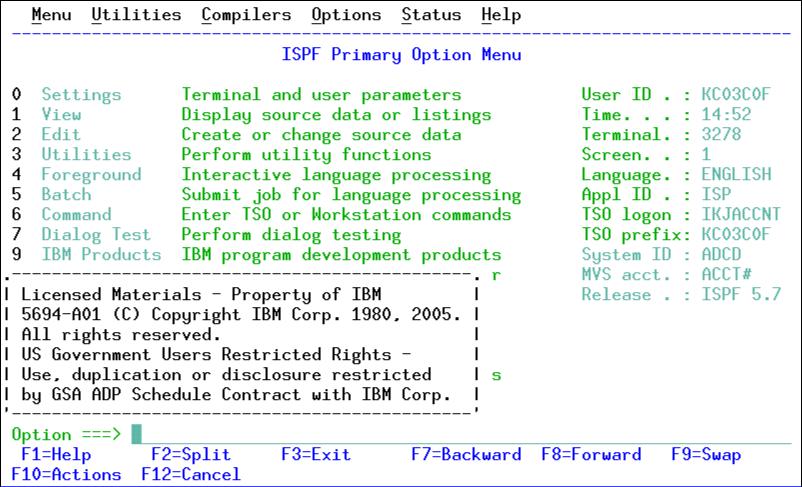 Menu Utilities Compilers Options Status Help
ISPF Primary Option Menu
0 Settings Terminal and user parameters User ID . : KC03C0F
1 View Display source data or listings Time. . . : 14:52
2 Edit Create or change source data Terminal. : 3278
3 Utilities Perform utility functions Screen. . : 1
4 Foreground Interactive language processing Language. : ENGLISH
5 Batch Submit job for language processing Appl ID . : ISP
6 Command Enter TSO or Workstation commands TSO logon : IKJACCNT
7 Dialog Test Perform dialog testing TSO prefix: KC03C0F
9 IBM Products IBM program development products System ID : ADCD
r MVS acct. : ACCT#
Licensed Materials - Property of IBM Release . : ISPF 5.7
5694-A01 (C) Copyright IBM Corp. 1980, 2005.
All rights reserved.
US Government Users Restricted Rights -
Use, duplication or disclosure restricted s
by GSA ADP Schedule Contract with IBM Corp.
Option ===>
F1=Help F2=Split F3=Exit F7=Backward F8=Forward F9=Swap
F10=Actions F12=Cancel